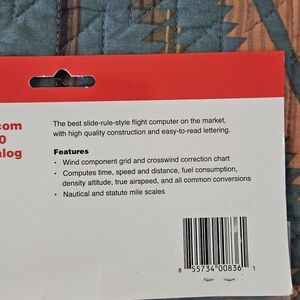 .com
0
alog
The best slide-rule-style flight computer on the market,
with high quality construction and easy-to-read lettering.
Features
• Wind component grid and crosswind correction chart
• Computes time, speed and distance, fuel consumption,
density altitude, true airspeed, and all common conversions
• Nautical and statute mile scales
8 55734 00836 1